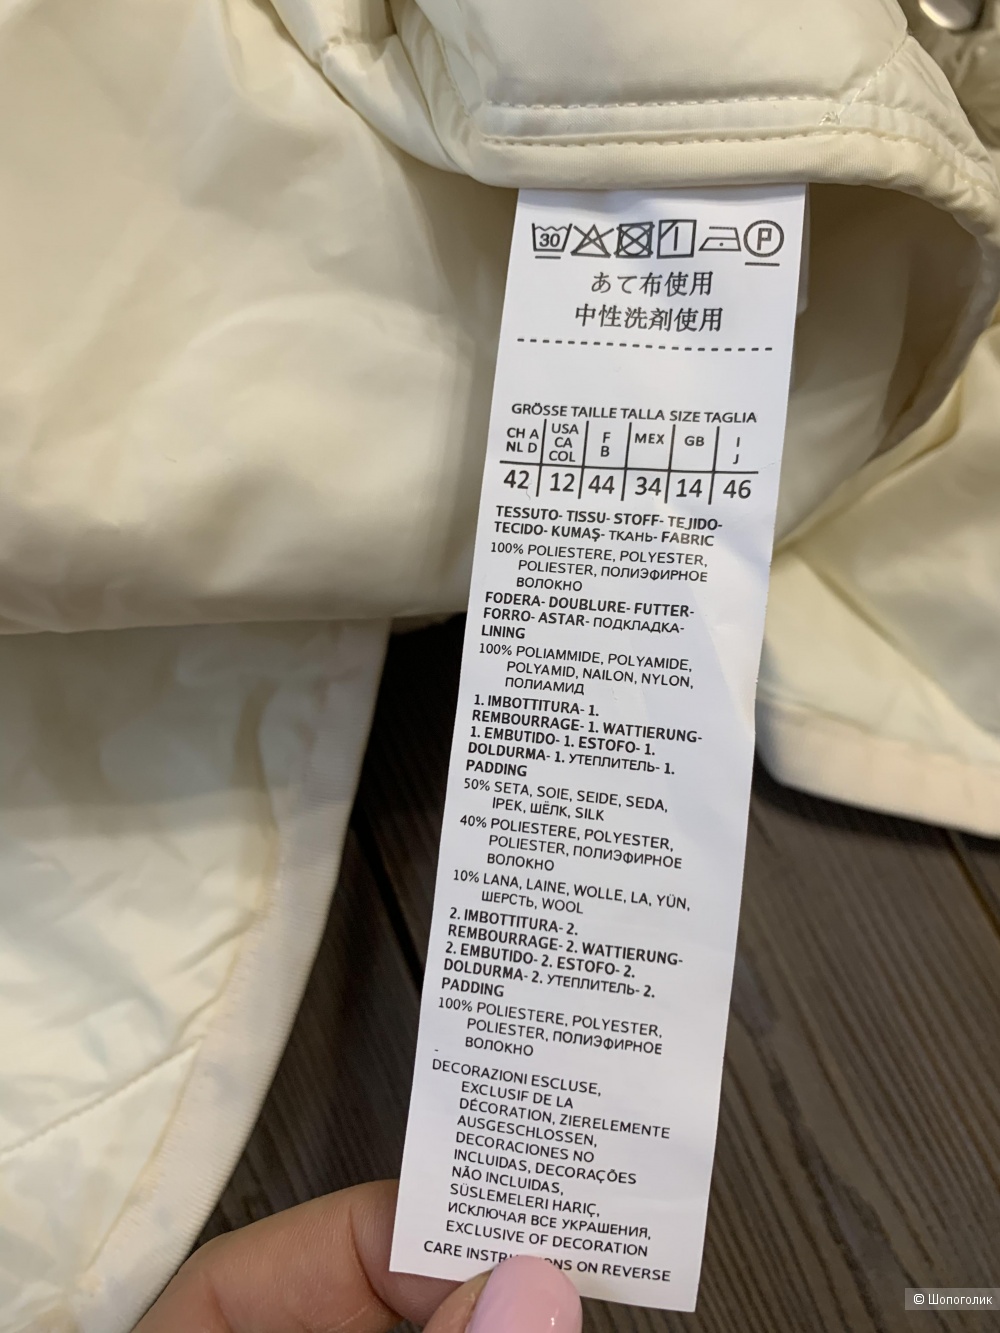 30 P
あて布使用
中性洗剤使用
GRÖSSE TAILLE TALLA SIZE TAGLIA
CH A NL D USA CA COL F B MEX GB I J
42 12 44 34 14 46
TESSUTO- TISSU- STOFF- TEJIDO-
TECIDO- KUMAŞ- ТКАНЬ- FABRIC
100% POLIESTERE, POLYESTER,
POLIESTER, ПОЛИЭФИРНОЕ
ВОЛОКНО
FODERA- DOUBLURE- FUTTER-
FORRO- ASTAR- ПОДКЛАДКА-
LINING
100% POLIAMMIDE, POLYAMIDE,
POLYAMID, NAILON, NYLON,
ПОЛИАМИД
1. IMBOTTITURA- 1.
REMBOURRAGE- 1. WATTIERUNG-
1. EMBUTIDO- 1. ESTOFO- 1.
DOLDURMA- 1. УТЕПЛИТЕЛЬ- 1.
PADDING
50% SETA, SOIE, SEIDE, SEDA,
IPEK, ШЁЛК, SILK
40% POLIESTERE, POLYESTER,
POLIESTER, ПОЛИЭФИРНОЕ
ВОЛОКНО
10% LANA, LAINE, WOLLE, LA, YÜN,
ШЕРСТЬ, WOOL
2. IMBOTTITURA- 2.
REMBOURRAGE- 2. WATTIERUNG-
2. EMBUTIDO- 2. ESTOFO- 2.
DOLDURMA- 2. УТЕПЛИТЕЛЬ- 2.
PADDING
100% POLIESTERE, POLYESTER,
POLIESTER, ПОЛИЭФИРНОЕ
ВОЛОКНО
-
DECORAZIONI ESCLUSE,
EXCLUSIF DE LA
DÉCORATION, ZIERELEMENTE
AUSGESCHLOSSEN,
DECORACIONES NO
INCLUIDAS, DECORAÇÕES
NÃO INCLUIDAS,
SÜSLEMELERI HARIÇ,
ИСКЛЮЧАЯ ВСЕ УКРАШЕНИЯ,
EXCLUSIVE OF DECORATION
CARE ON REVERSE
© Шопоголик